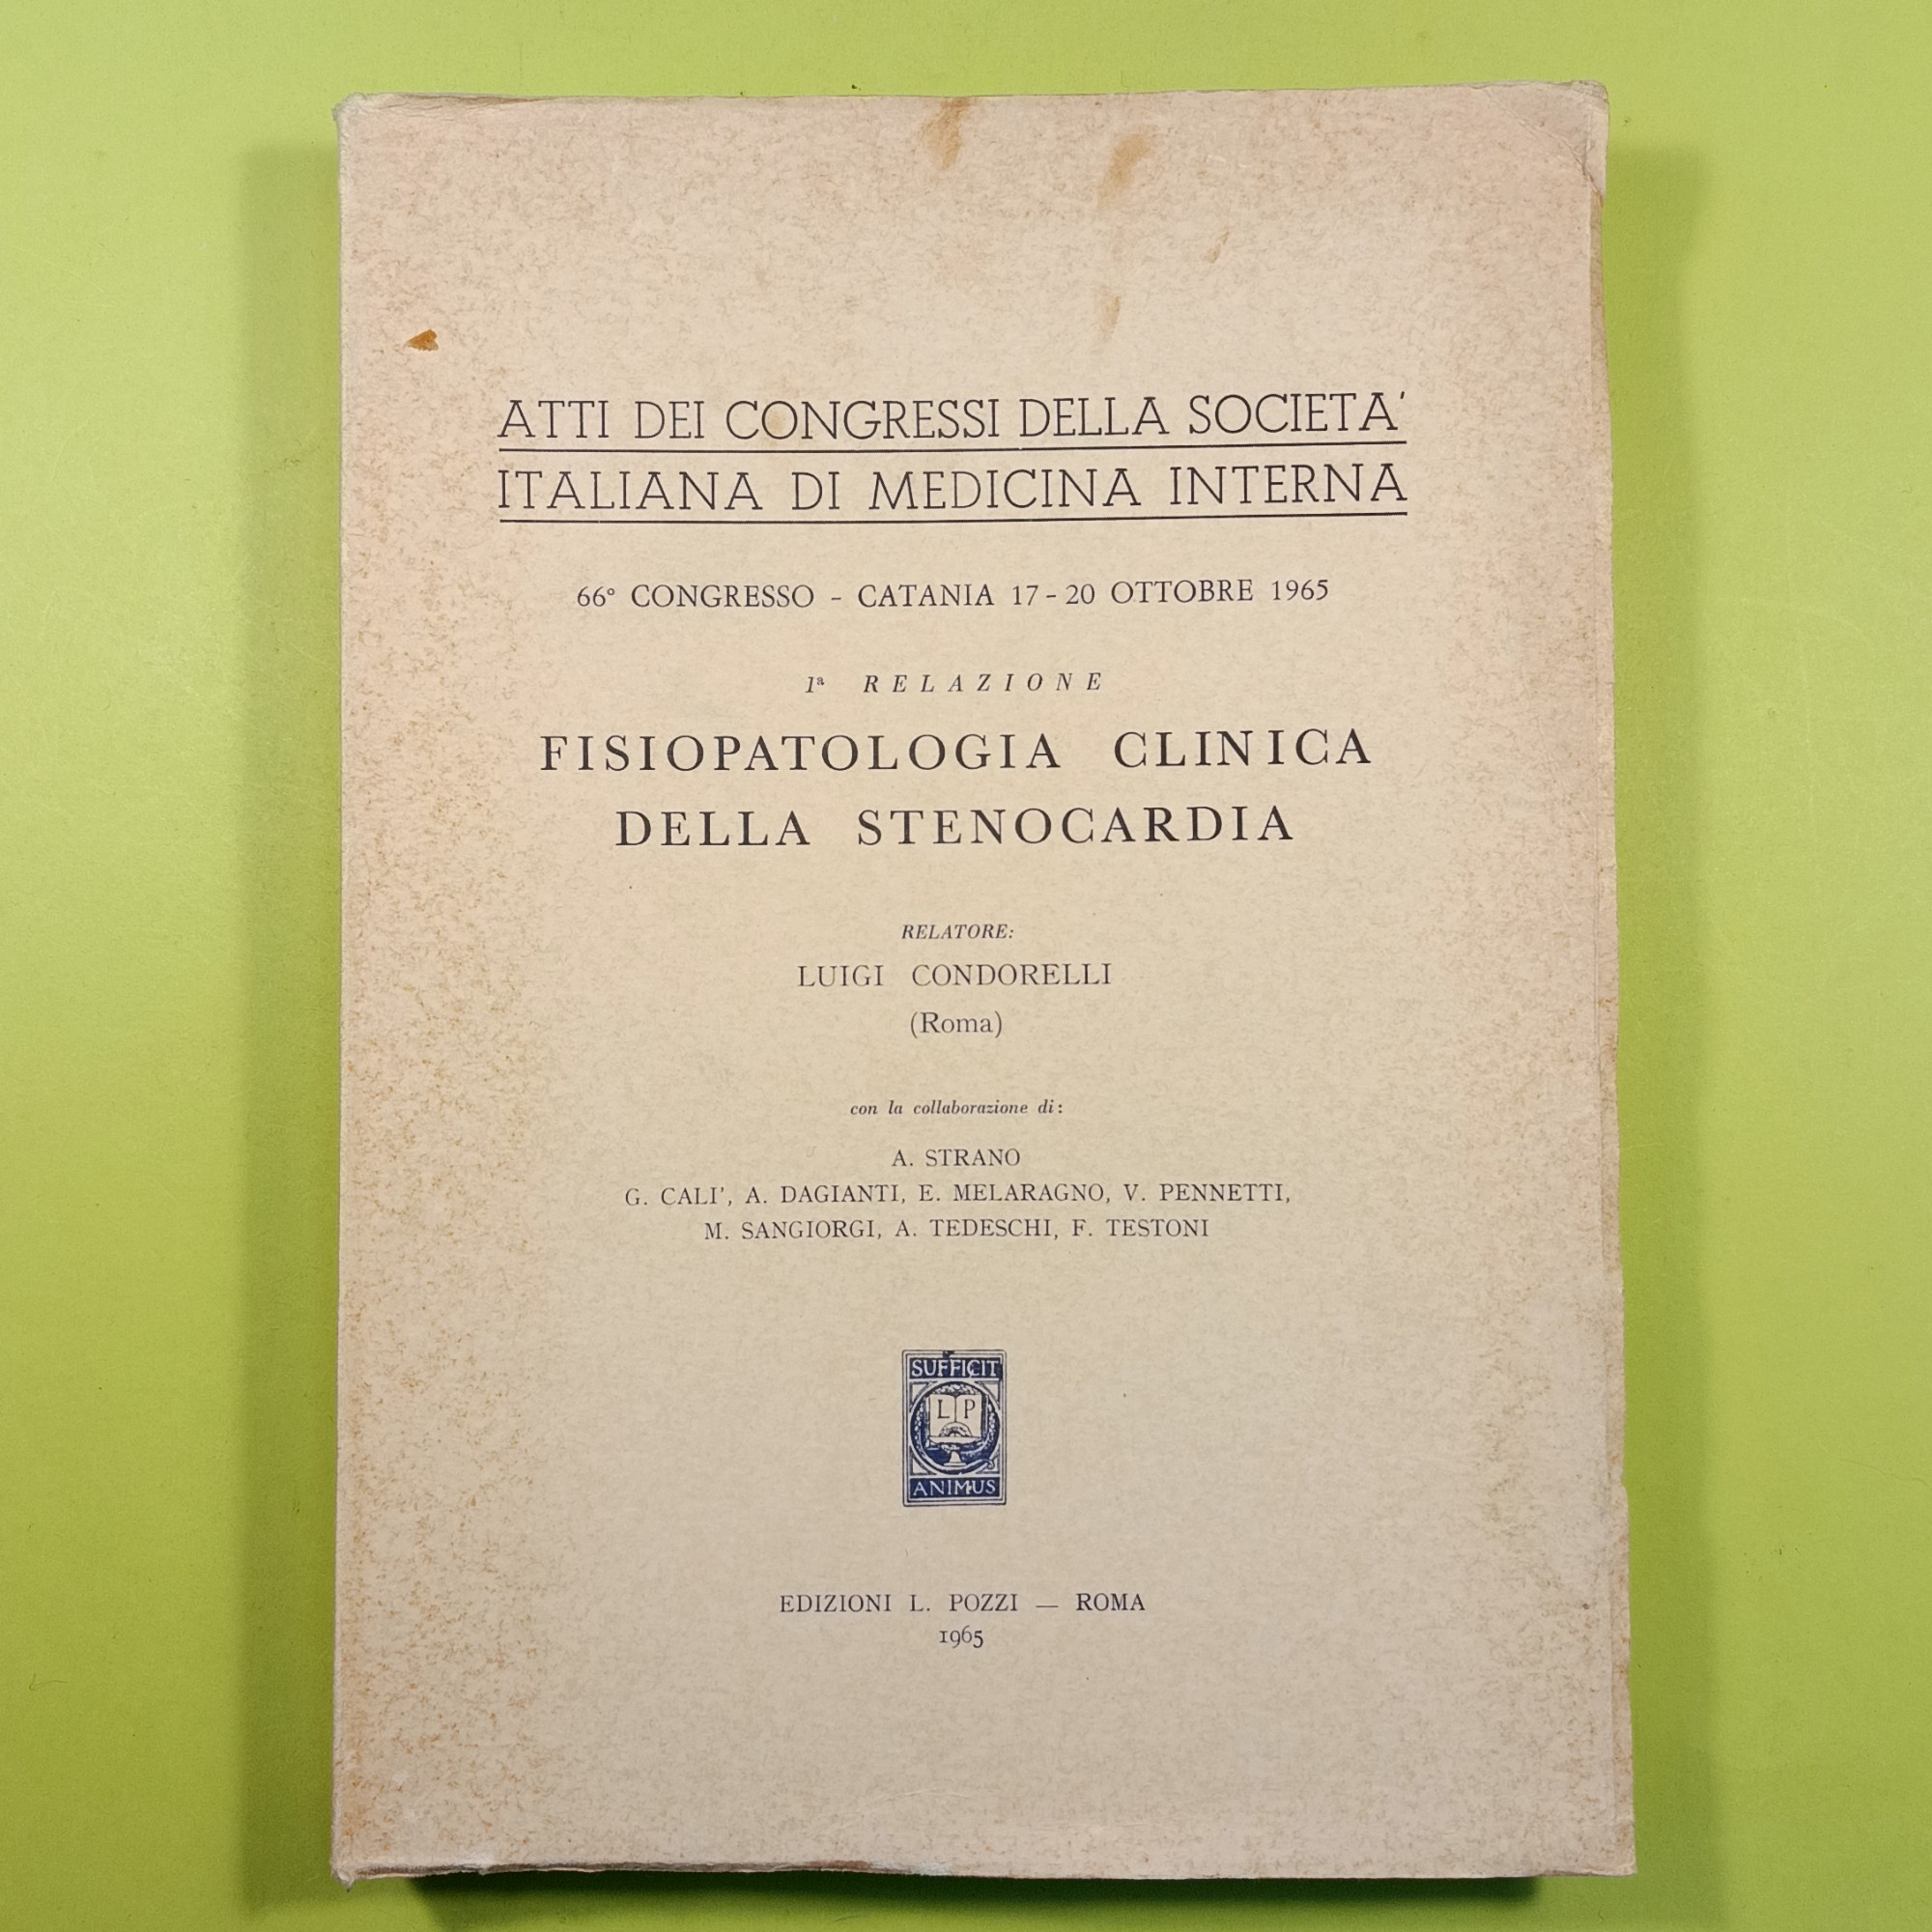 ATTI DEI CONGRESSI DELLA SOCIETA'
ITALIANA DI MEDICINA INTERNA
66° CONGRESSO - CATANIA 17-20 OTTOBRE 1965
1ª RELAZIONE
FISIOPATOLOGIA CLINICA
DELLA STENOCARDIA
RELATORE:
LUIGI CONDORELLI
(Roma)
con la collaborazione di:
A. STRANO
G. CALI', A. DAGIANTI, E. MELARAGNO, V. PENNETTI,
M. SANGIORGI, A. TEDESCHI, F. TESTONI
SUFFICIT
L P
ANIMUS
EDIZIONI L. POZZI — ROMA
1965